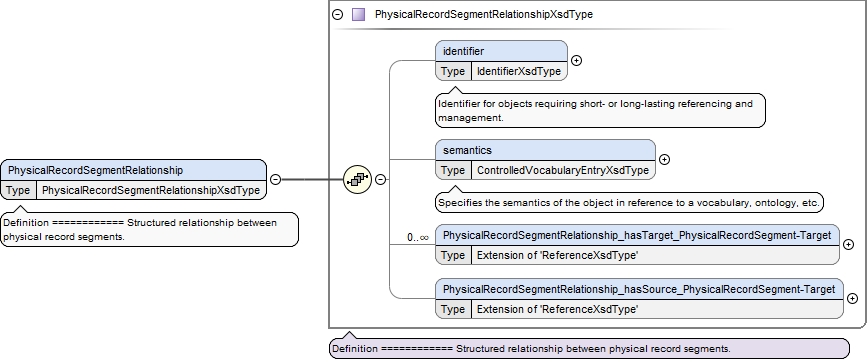 PhysicalRecordSegmentRelationshipXsdType
identifier
Type IdentifierXsdType
Identifier for objects requiring short- or long-lasting referencing and
management.
semantics
Type ControlledVocabularyEntryXsdType
Specifies the semantics of the object in reference to a vocabulary, ontology, etc.
PhysicalRecordSegmentRelationship
Type PhysicalRecordSegmentRelationshipXsdType
Definition ============ Structured relationship between
physical record segments.
0..∞
PhysicalRecordSegmentRelationship_hasTarget_PhysicalRecordSegment-Target
Type Extension of 'ReferenceXsdType'
PhysicalRecordSegmentRelationship_hasSource_PhysicalRecordSegment-Target
Type Extension of 'ReferenceXsdType'
Definition ============ Structured relationship between physical record segments.